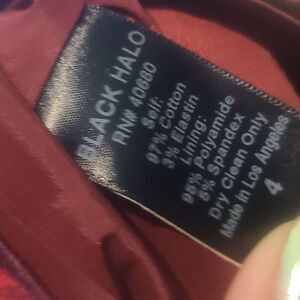 BLACK HALO
RN# 40680
Self:
97% Cotton
3% Elastin
Lining:
95% Polyamide
5% Spandex
Dry Clean Only
Made in Los Angeles
4